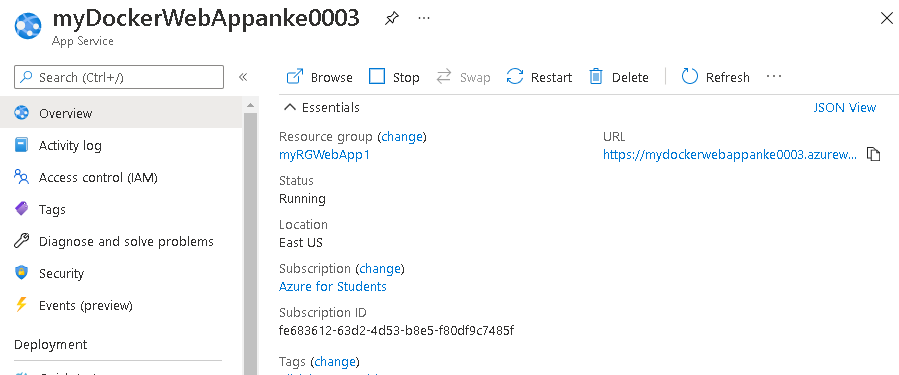 myDockerWebAppanke0003
App Service
Search (Ctrl+/)
Overview
Activity log
Access control (IAM)
Tags
Diagnose and solve problems
Security
Events (preview)
Deployment
Browse Stop Swap Restart Delete Refresh
Essentials JSON View
Resource group (change)
myRGWebApp1
URL
https://mydockerwebappanke0003.azurew...
Status
Running
Location
East US
Subscription (change)
Azure for Students
Subscription ID
fe683612-63d2-4d53-b8e5-f80df9c7485f
Tags (change)